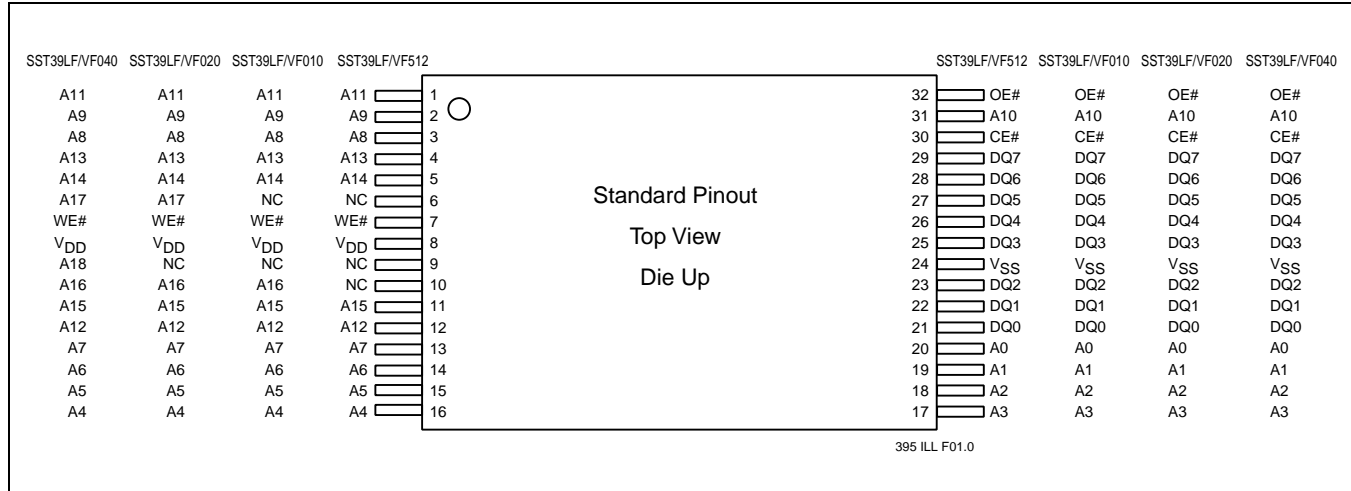 SST39LF/VF040 SST39LF/VF020 SST39LF/VF010 SST39LF/VF512 SST39LF/VF512 SST39LF/VF010 SST39LF/VF020 SST39LF/VF040
A11 A11 A11 A11 1 32 OE# OE# OE# OE#
A9 A9 A9 A9 2 31 A10 A10 A10 A10
A8 A8 A8 A8 3 30 CE# CE# CE# CE#
A13 A13 A13 A13 4 29 DQ7 DQ7 DQ7 DQ7
A14 A14 A14 A14 5 28 DQ6 DQ6 DQ6 DQ6
A17 A17 NC NC 6 Standard Pinout 27 DQ5 DQ5 DQ5 DQ5
WE# WE# WE# WE# 7 26 DQ4 DQ4 DQ4 DQ4
VDD VDD VDD VDD 8 Top View 25 DQ3 DQ3 DQ3 DQ3
A18 NC NC NC 9 24 VSS VSS VSS VSS
A16 A16 A16 NC 10 Die Up 23 DQ2 DQ2 DQ2 DQ2
A15 A15 A15 A15 11 22 DQ1 DQ1 DQ1 DQ1
A12 A12 A12 A12 12 21 DQ0 DQ0 DQ0 DQ0
A7 A7 A7 A7 13 20 A0 A0 A0 A0
A6 A6 A6 A6 14 19 A1 A1 A1 A1
A5 A5 A5 A5 15 18 A2 A2 A2 A2
A4 A4 A4 A4 16 17 A3 A3 A3 A3
395 ILL F01.0